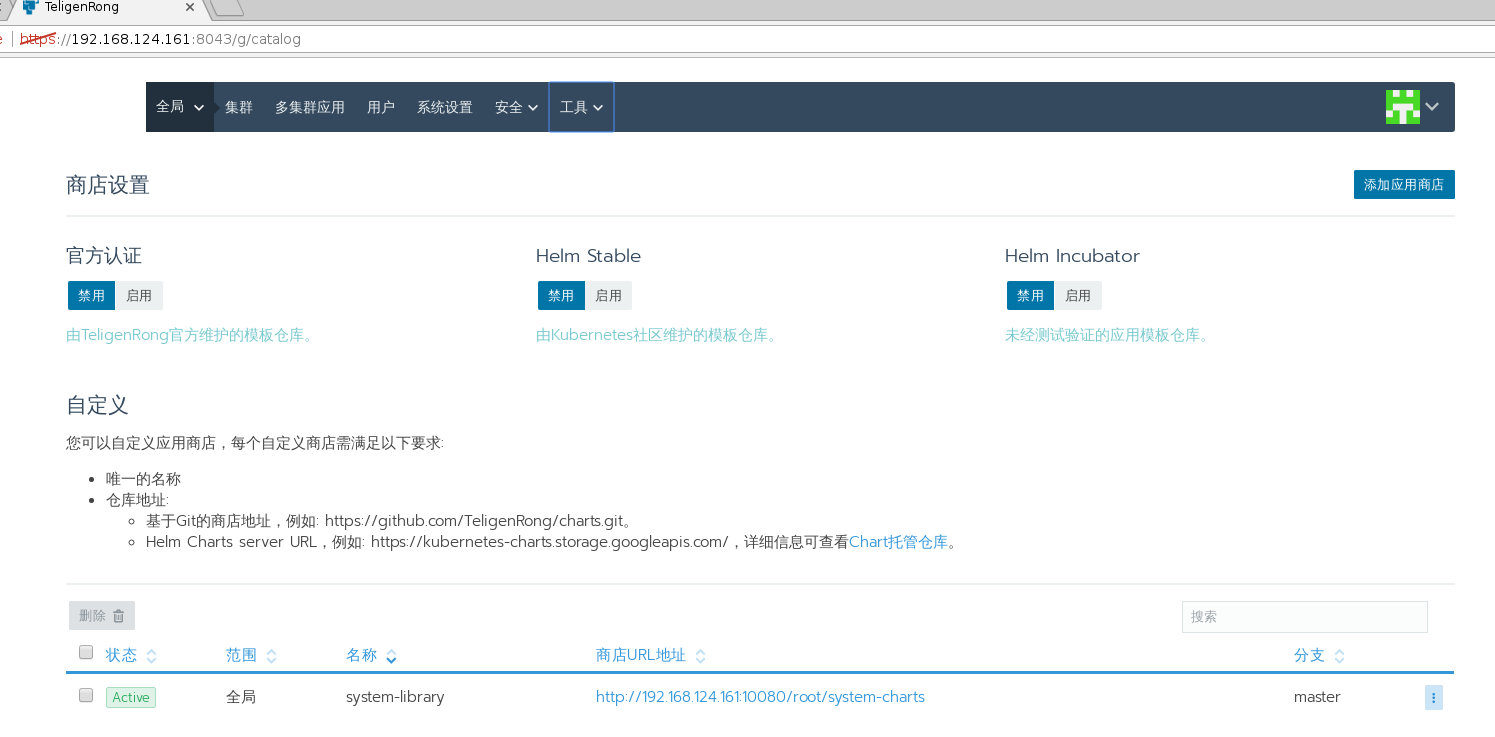 TeligenRong
https://192.168.124.161:8043/g/catalog
全局 集群 多集群应用 用户 系统设置 安全 工具
商店设置 添加应用商店
官方认证 Helm Stable Helm Incubator
禁用 启用 禁用 启用 禁用 启用
由TeligenRong官方维护的模板仓库。 由Kubernetes社区维护的模板仓库。 未经测试验证的应用模板仓库。
自定义
您可以自定义应用商店，每个自定义商店需满足以下要求:
唯一的名称
仓库地址:
基于Git的商店地址，例如: https://github.com/TeligenRong/charts.git。
Helm Charts server URL，例如: https://kubernetes-charts.storage.googleapis.com/，详细信息可查看Chart托管仓库。
删除 搜索
状态 范围 名称 商店URL地址 分支
Active 全局 system-library http://192.168.124.161:10080/root/system-charts master